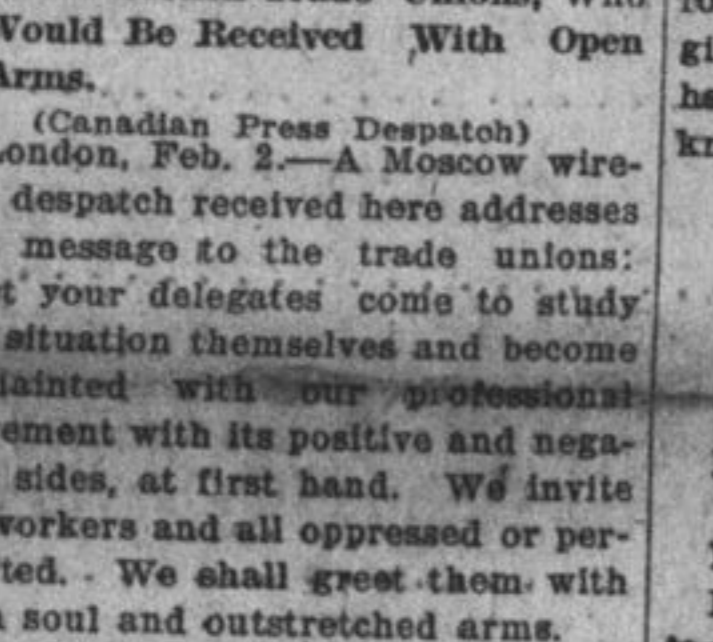 Would Be Received With Open
Arms.
(Canadian Press Despatch)
London, Feb. 2.—A Moscow wire-
despatch received here addresses
message to the trade unions:
your delegates come to study
situation themselves and become
ainted with our professional
ement with its positive and nega-
sides, at first hand. We invite
workers and all oppressed or per-
ted. We shall greet them with
soul and outstretched arms.